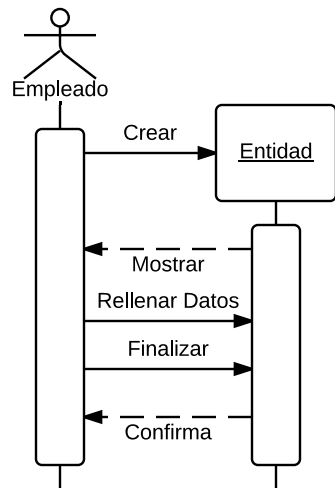 Empleado
Crear
Entidad
Mostrar
Rellenar Datos
Finalizar
Confirma